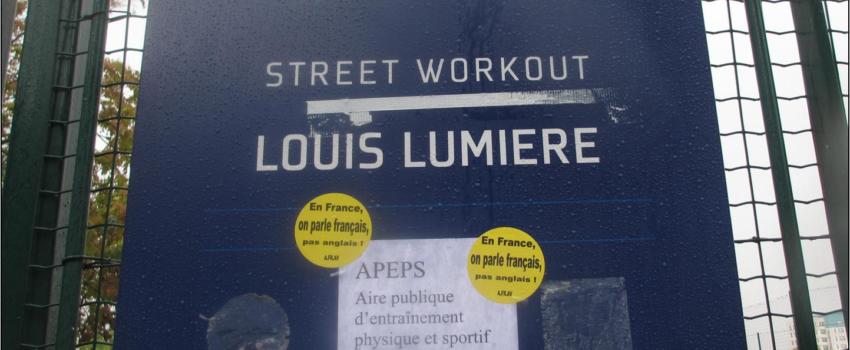 STREET WORKOUT
LOUIS LUMIERE
En France,
on parle français,
pas anglais !
En France,
on parle français,
pas anglais !
APEPS
Aire publique
d'entraînement
physique et sportif